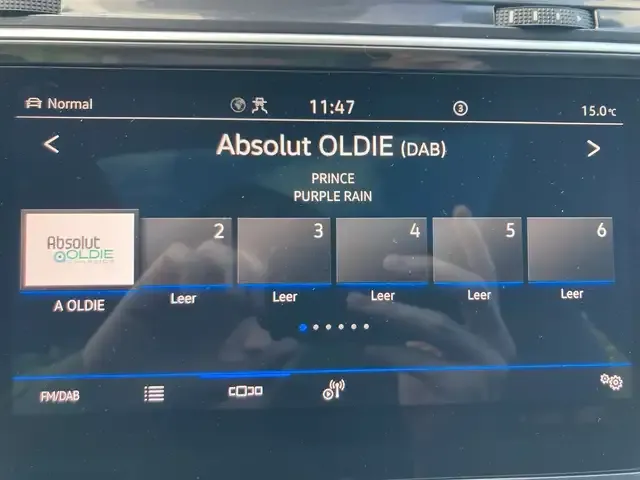 Normal
11:47
3
15.0°C
< Absolut OLDIE (DAB) >
PRINCE
PURPLE RAIN
Absolut
OLDIE
2
3
4
5
6
A OLDIE
Leer
Leer
Leer
Leer
Leer
FM/DAB